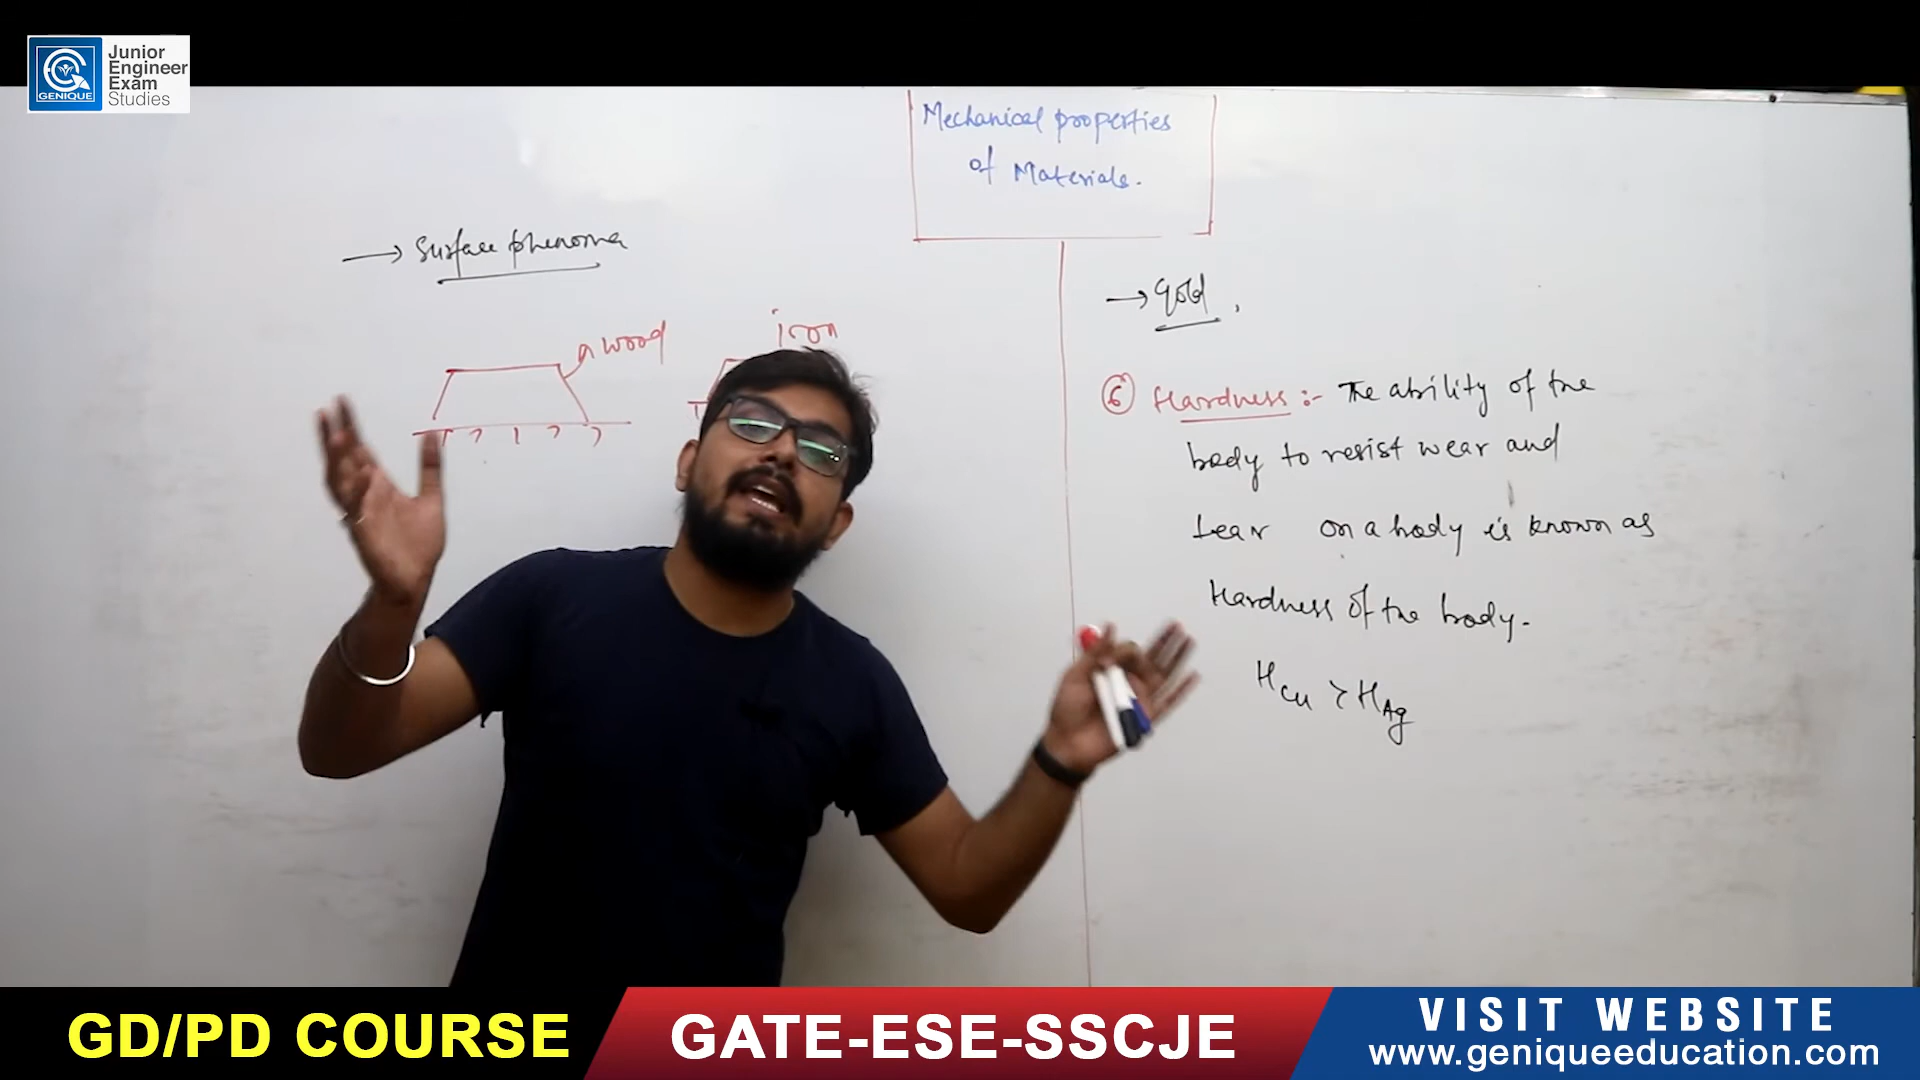 Junior
Engineer
Exam
Studies
GENIQUE
Mechanical properties
of Materials.
→ Surface phenoma
wood
iron
→ gold,
6 Hardness :- The ability of the
body to resist wear and
tear on a body is known as
Hardness of the body.
HCu > HAg
GD/PD COURSE
GATE-ESE-SSCJE
VISIT WEBSITE
www.geniqueeducation.com